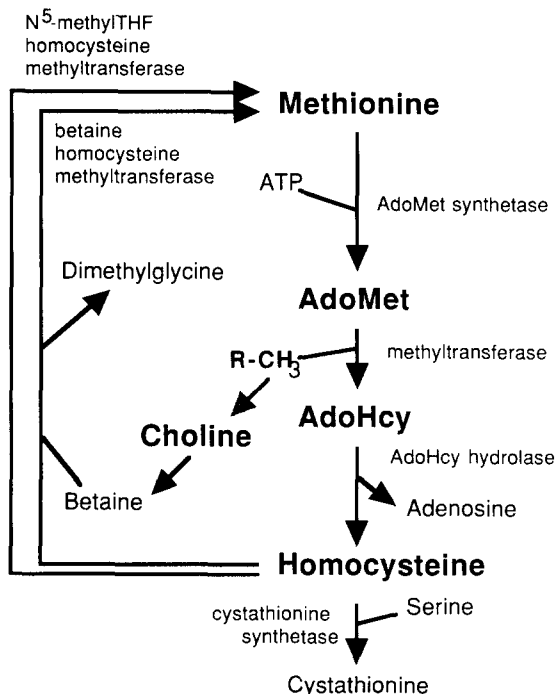 N5-methylTHF
homocysteine
methyltransferase
Methionine
betaine
homocysteine
methyltransferase
ATP
AdoMet synthetase
Dimethylglycine
AdoMet
R-CH3
methyltransferase
Choline
AdoHcy
AdoHcy hydrolase
Betaine
Adenosine
Homocysteine
cystathionine
synthetase
Serine
Cystathionine